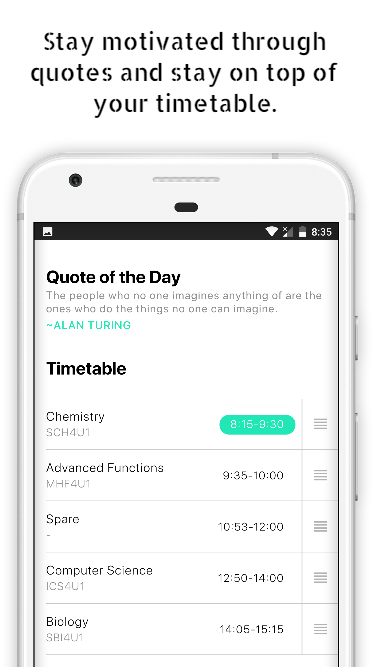 Stay motivated through
quotes and stay on top of
your timetable.
8:35
Quote of the Day
The people who no one imagines anything of are the
ones who do the things no one can imagine.
~ALAN TURING
Timetable
Chemistry
8:15-9:30
SCH4U1
Advanced Functions
9:35-10:00
MHF4U1
Spare
10:53-12:00
-
Computer Science
12:50-14:00
ICS4U1
Biology
14:05-15:15
SBI4U1